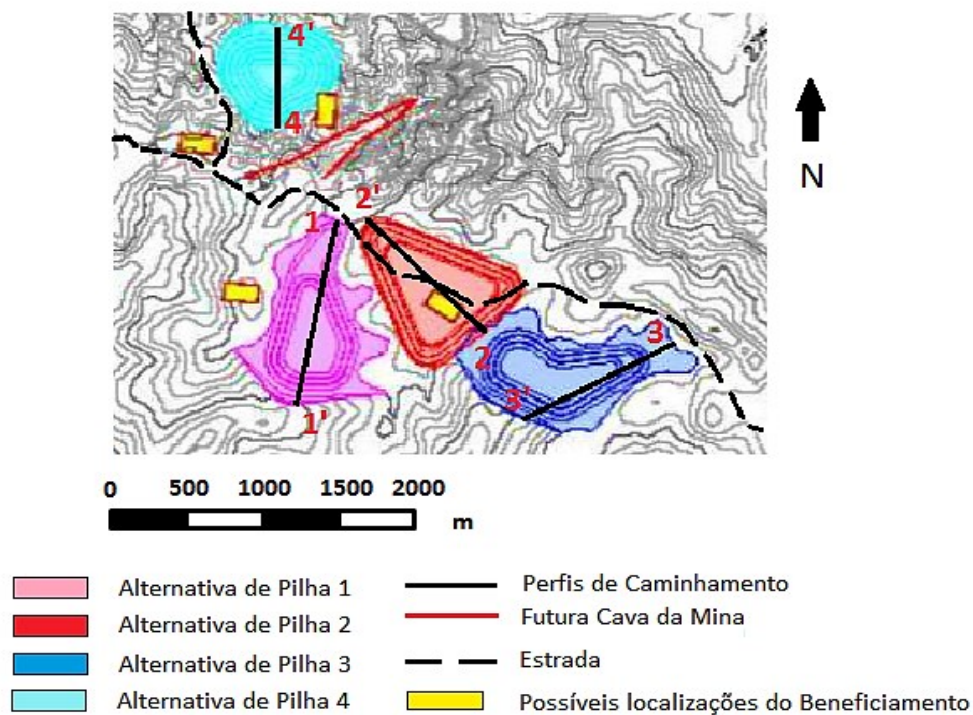 4'
4
N
2'
1
2
3
3'
1'
0 500 1000 1500 2000
m
Alternativa de Pilha 1
Perfis de Caminhamento
Alternativa de Pilha 2
Futura Cava da Mina
Alternativa de Pilha 3
Estrada
Alternativa de Pilha 4
Possíveis localizações do Beneficiamento